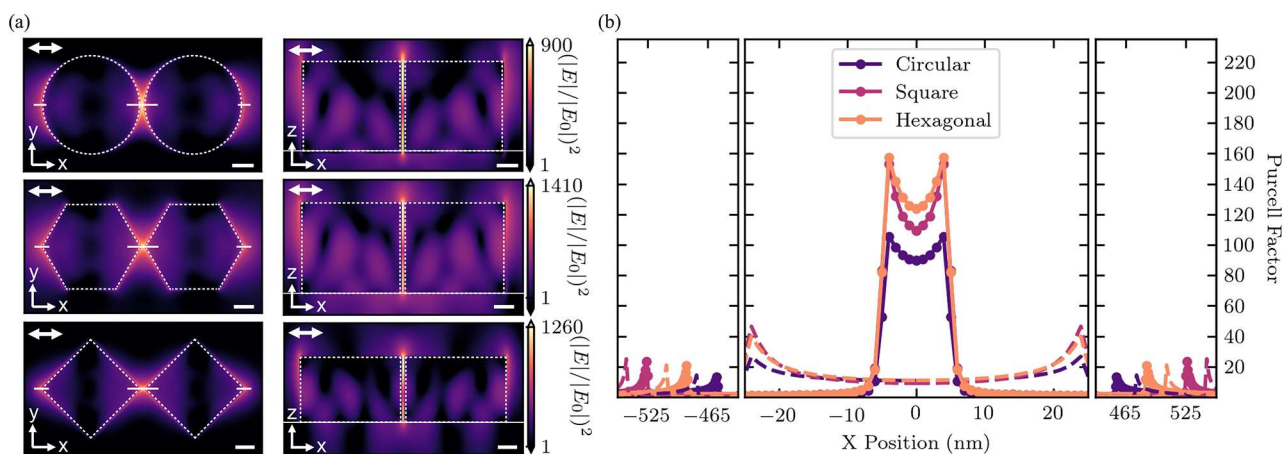 (a)
(b)
y
x
z
x
900
(|E|/|E₀|)²
1
y
x
z
x
1410
(|E|/|E₀|)²
1
y
x
z
x
1260
(|E|/|E₀|)²
1
Circular
Square
Hexagonal
220
200
180
160
140
120
100
80
60
40
20
Purcell Factor
−525 −465
−20 −10 0 10 20
465 525
X Position (nm)